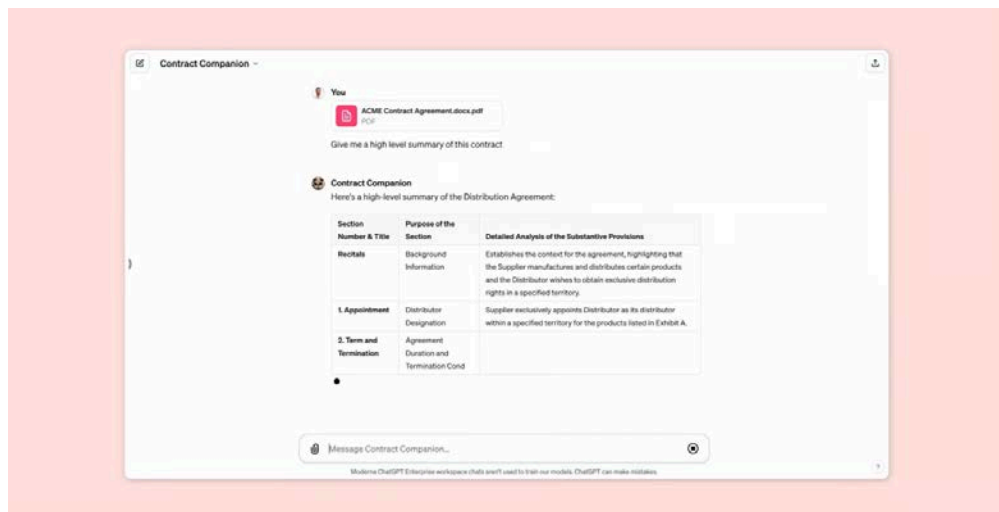 Contract Companion
You
ACME Contract Agreement.docs.pdf
PDF
Give me a high level summary of this contract
Contract Companion
Here's a high-level summary of the Distribution Agreement:
Section
Number & Title
Purpose of the
Section
Detailed Analysis of the Substantive Provisions
Recitals
Background
Information
Establishes the context for the agreement, highlighting that
the Supplier manufactures and distributes certain products
and the Distributor wishes to obtain exclusive distribution
rights in a specified territory.
1. Appointment
Distributor
Designation
Supplier exclusively appoints Distributor as its distributor
within a specified territory for the products listed in Exhibit A.
2. Term and
Termination
Agreement
Duration and
Termination Cond
Message Contract Companion...
Moderna ChatGPT Enterprise workspace chats aren't used to train our models. ChatGPT can make mistakes.
?